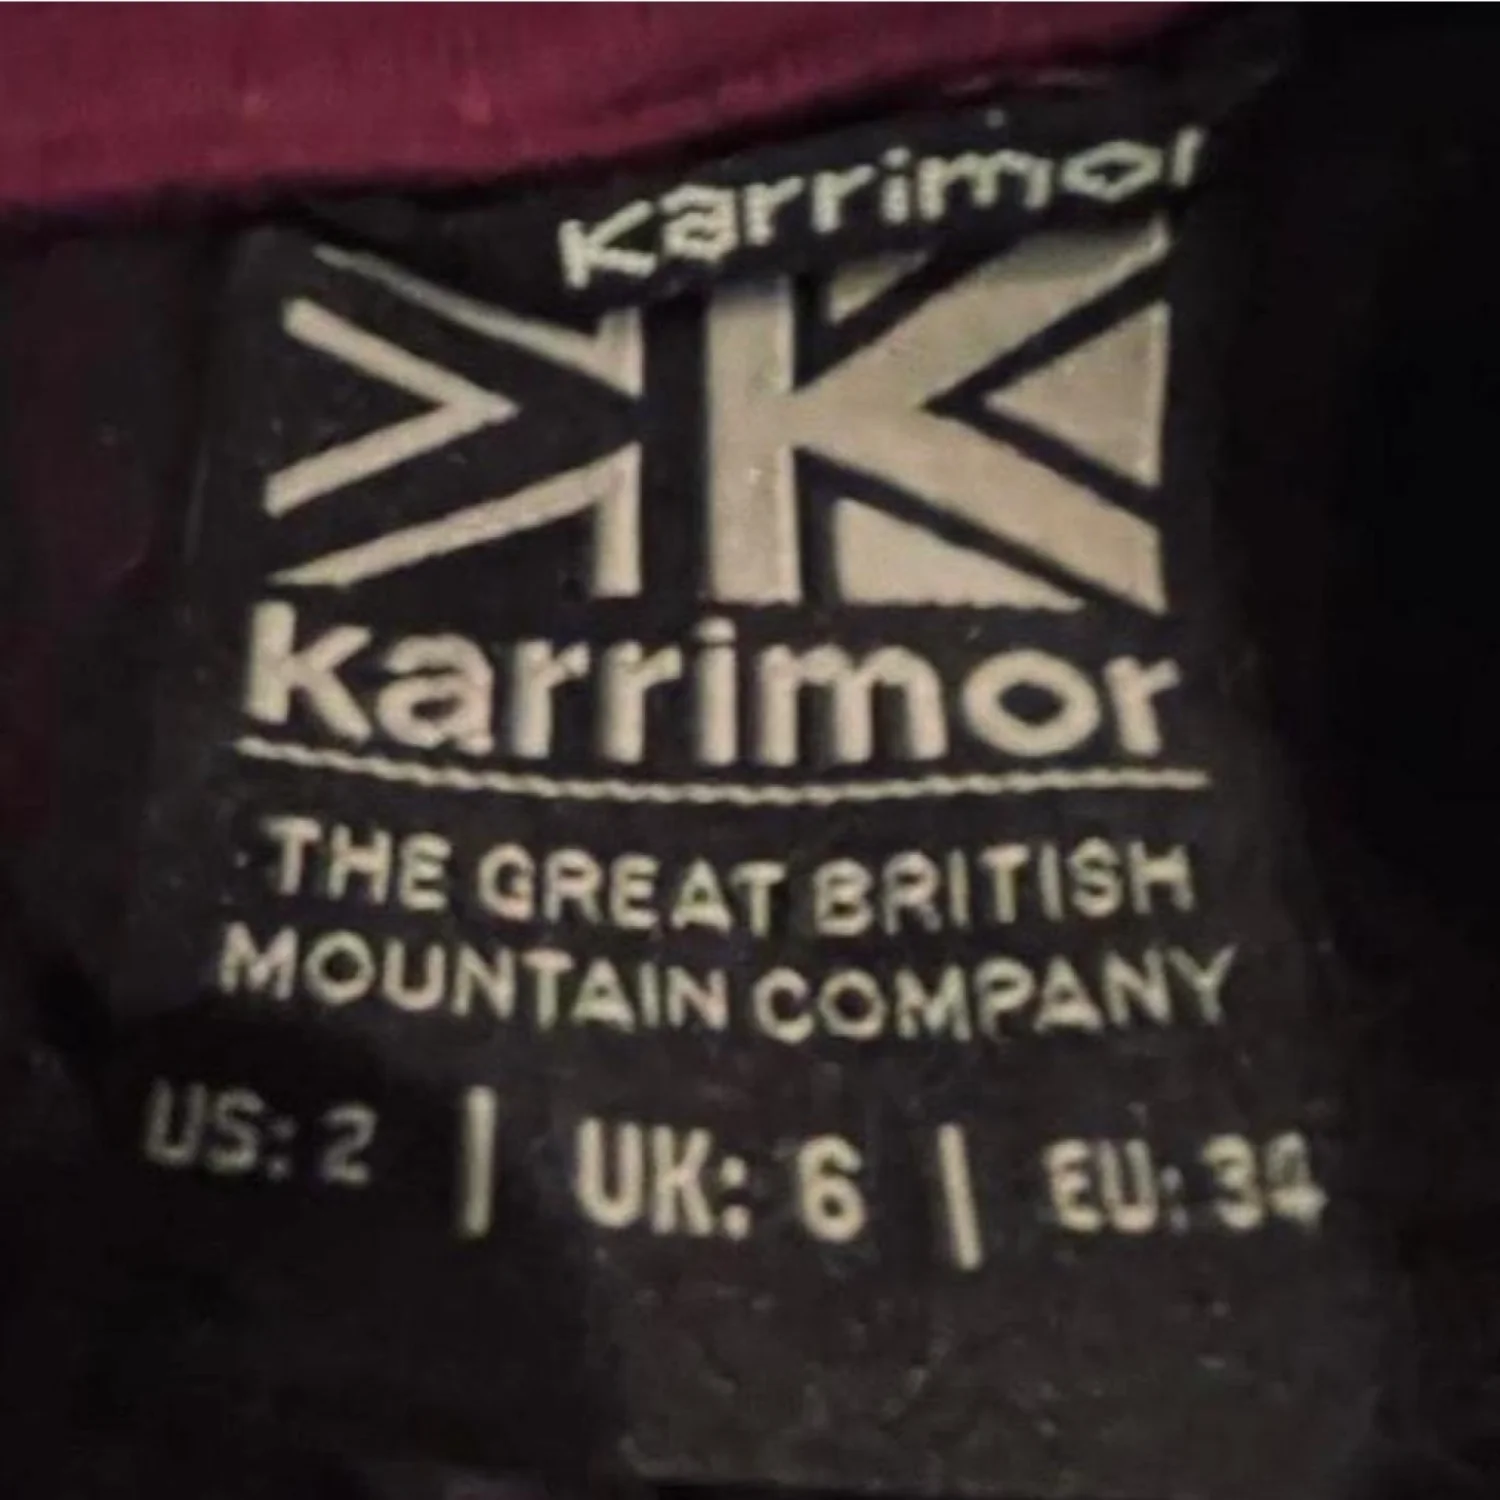 karrimor
karrimor
THE GREAT BRITISH
MOUNTAIN COMPANY
US: 2 | UK: 6 | EU: 34